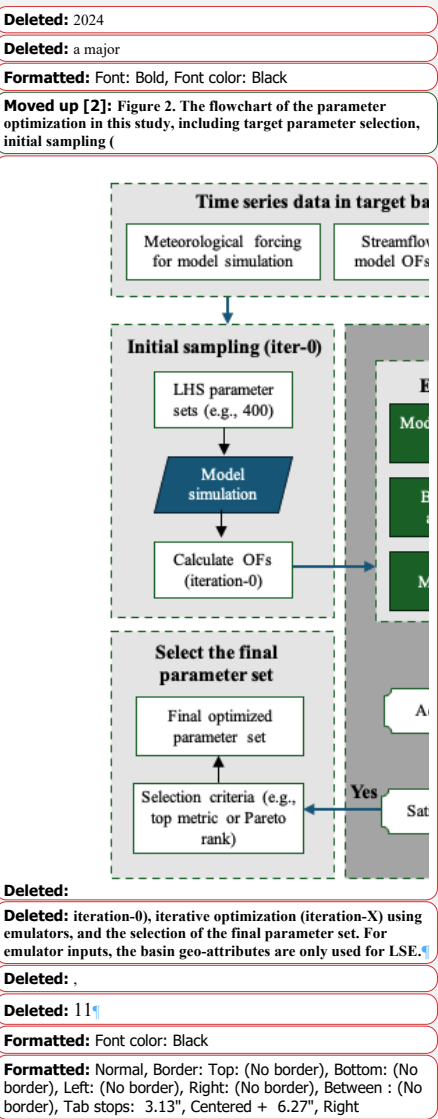 Deleted: 2024
Deleted: a major
Formatted: Font: Bold, Font color: Black
Moved up [2]: Figure 2. The flowchart of the parameter
optimization in this study, including target parameter selection,
initial sampling (
Time series data in target ba
Meteorological forcing
for model simulation
Streamflow
model OFs
Initial sampling (iter-0)
LHS parameter
sets (e.g., 400)
Model
simulation
Calculate OFs
(iteration-0)
E
Mod
B
a
M
Select the final
parameter set
Final optimized
parameter set
Selection criteria (e.g.,
top metric or Pareto
rank)
Yes
Ad
Sat
Deleted:
Deleted: iteration-0), iterative optimization (iteration-X) using
emulators, and the selection of the final parameter set. For
emulator inputs, the basin geo-attributes are only used for LSE.¶
Deleted: ,
Deleted: 11¶
Formatted: Font color: Black
Formatted: Normal, Border: Top: (No border), Bottom: (No
border), Left: (No border), Right: (No border), Between : (No
border), Tab stops: 3.13", Centered + 6.27", Right